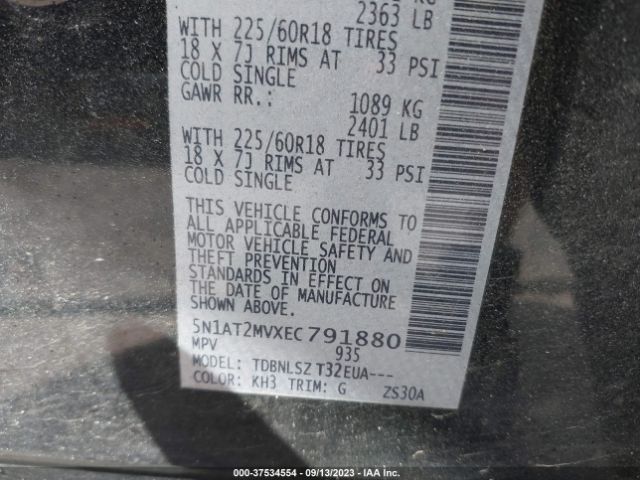 2363 LB
WITH 225/60R18 TIRES
18 X 7J RIMS AT 33 PSI
COLD SINGLE
GAWR RR.: 1089 KG
2401 LB
WITH 225/60R18 TIRES
18 X 7J RIMS AT 33 PSI
COLD SINGLE
THIS VEHICLE CONFORMS TO
ALL APPLICABLE FEDERAL
MOTOR VEHICLE SAFETY AND
THEFT PREVENTION
STANDARDS IN EFFECT ON
THE DATE OF MANUFACTURE
SHOWN ABOVE.
5N1AT2MVXEC791880
MPV 935
MODEL: TDBNLSZ T32EUA---
COLOR: KH3 TRIM: G ZS30A
000-37534554 - 09/13/2023 - IAA Inc.